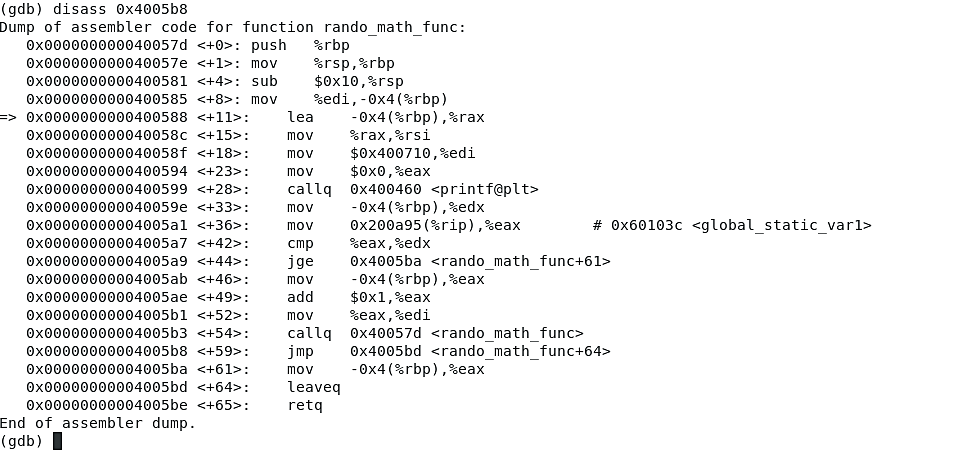 (gdb) disass 0x4005b8
Dump of assembler code for function rando_math_func:
   0x000000000040057d <+0>: push   %rbp
   0x000000000040057e <+1>: mov    %rsp,%rbp
   0x0000000000400581 <+4>: sub    $0x10,%rsp
   0x0000000000400585 <+8>: mov    %edi,-0x4(%rbp)
=> 0x0000000000400588 <+11>:    lea    -0x4(%rbp),%rax
   0x000000000040058c <+15>:    mov    %rax,%rsi
   0x000000000040058f <+18>:    mov    $0x400710,%edi
   0x0000000000400594 <+23>:    mov    $0x0,%eax
   0x0000000000400599 <+28>:    callq  0x400460 <printf@plt>
   0x000000000040059e <+33>:    mov    -0x4(%rbp),%edx
   0x00000000004005a1 <+36>:    mov    0x200a95(%rip),%eax        # 0x60103c <global_static_var1>
   0x00000000004005a7 <+42>:    cmp    %eax,%edx
   0x00000000004005a9 <+44>:    jge    0x4005ba <rando_math_func+61>
   0x00000000004005ab <+46>:    mov    -0x4(%rbp),%eax
   0x00000000004005ae <+49>:    add    $0x1,%eax
   0x00000000004005b1 <+52>:    mov    %eax,%edi
   0x00000000004005b3 <+54>:    callq  0x40057d <rando_math_func>
   0x00000000004005b8 <+59>:    jmp    0x4005bd <rando_math_func+64>
   0x00000000004005ba <+61>:    mov    -0x4(%rbp),%eax
   0x00000000004005bd <+64>:    leaveq
   0x00000000004005be <+65>:    retq
End of assembler dump.
(gdb)